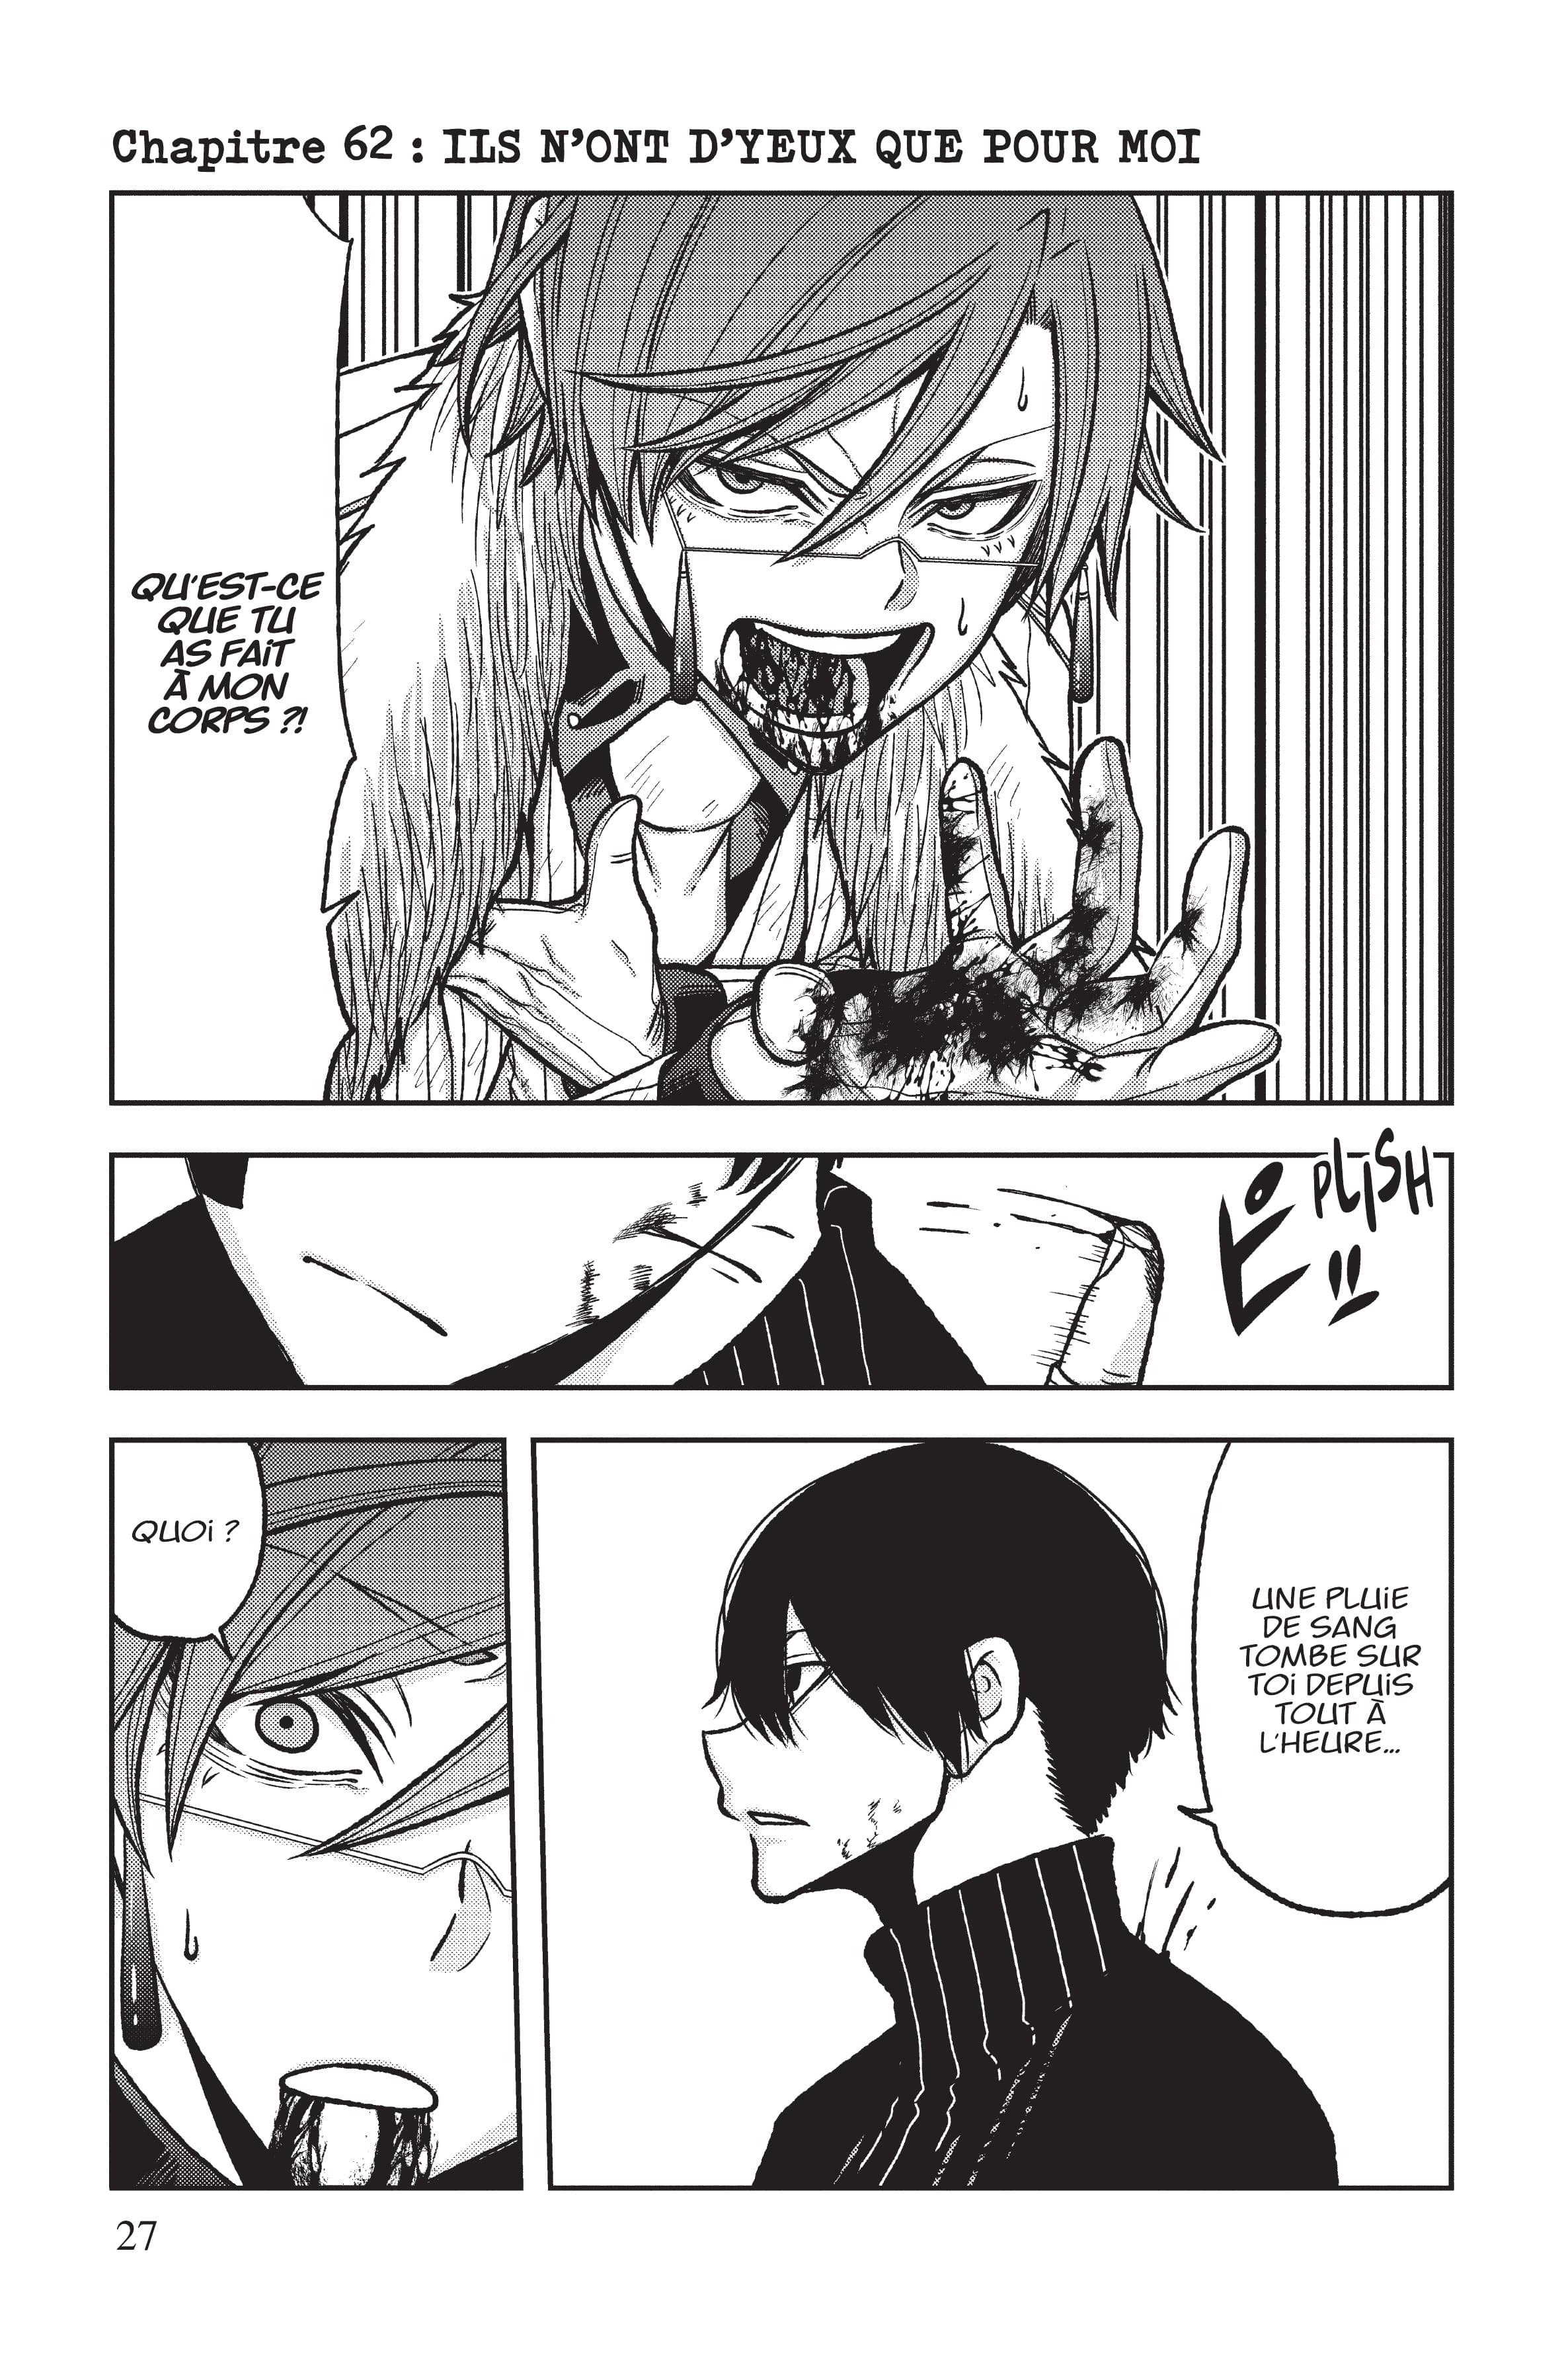 Chapitre 62 : ILS N'ONT D'YEUX QUE POUR MOI
QU'EST-CE
QUE TU
AS FAIT
À MON
CORPS ?!
PLISH
UNE PLUIE
DE SANG
TOMBE SUR
TOI DEPUIS
TOUT À
L'HEURE...
QUOI ?
27